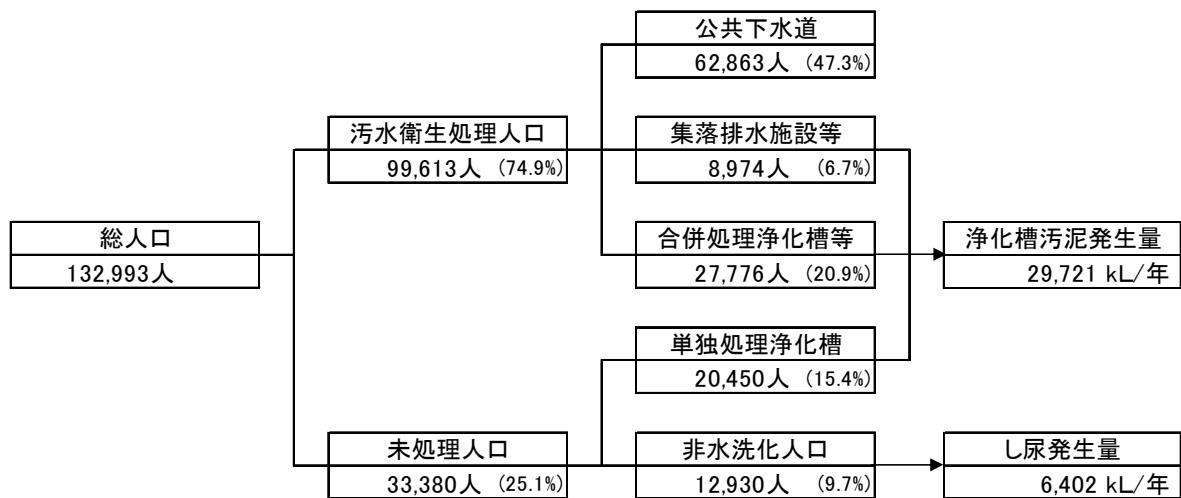 公共下水道
62,863人 (47.3%)
汚水衛生処理人口
99,613人 (74.9%)
集落排水施設等
8,974人 (6.7%)
総人口
132,993人
合併処理浄化槽等
27,776人 (20.9%)
浄化槽汚泥発生量
29,721 kL/年
単独処理浄化槽
20,450人 (15.4%)
未処理人口
33,380人 (25.1%)
非水洗化人口
12,930人 (9.7%)
し尿発生量
6,402 kL/年